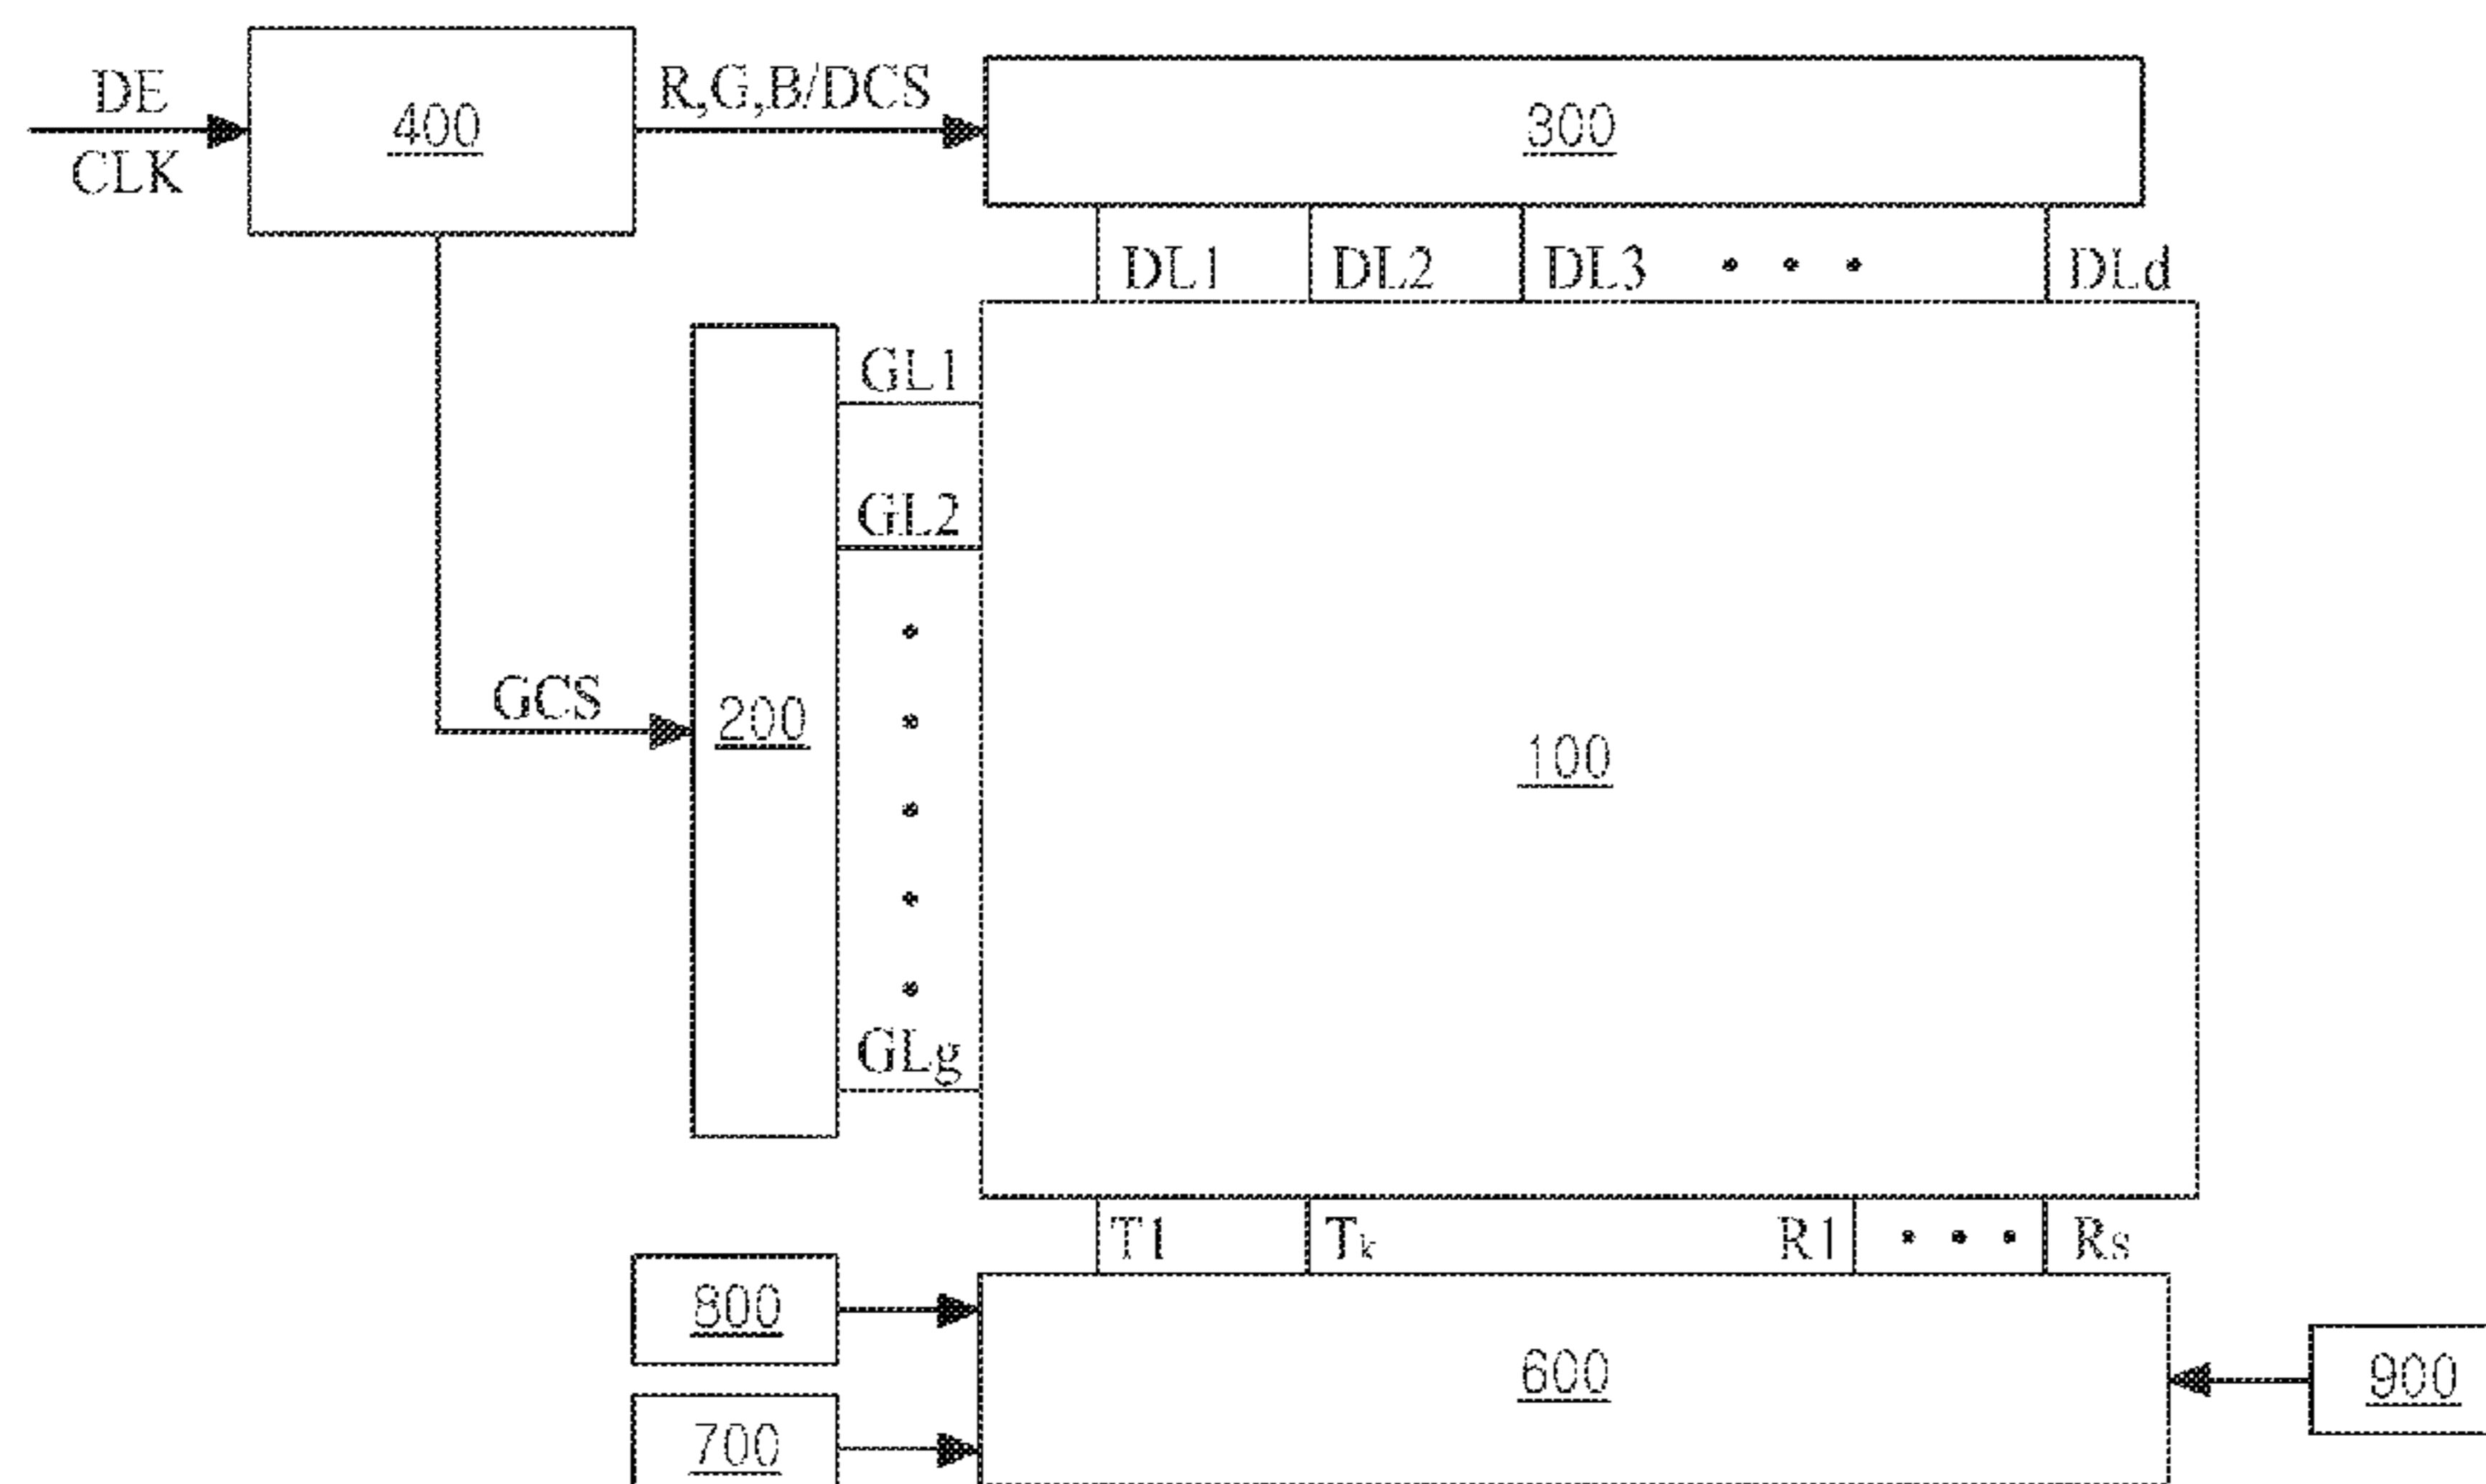 DE
CLK
400
R,G,B/DCS
300
DL1 DL2 DL3 • • • DLd
GL1
GL2
GCS
200
100
GLg
T1 Tk R1 • • • Rs
800
600
900
700